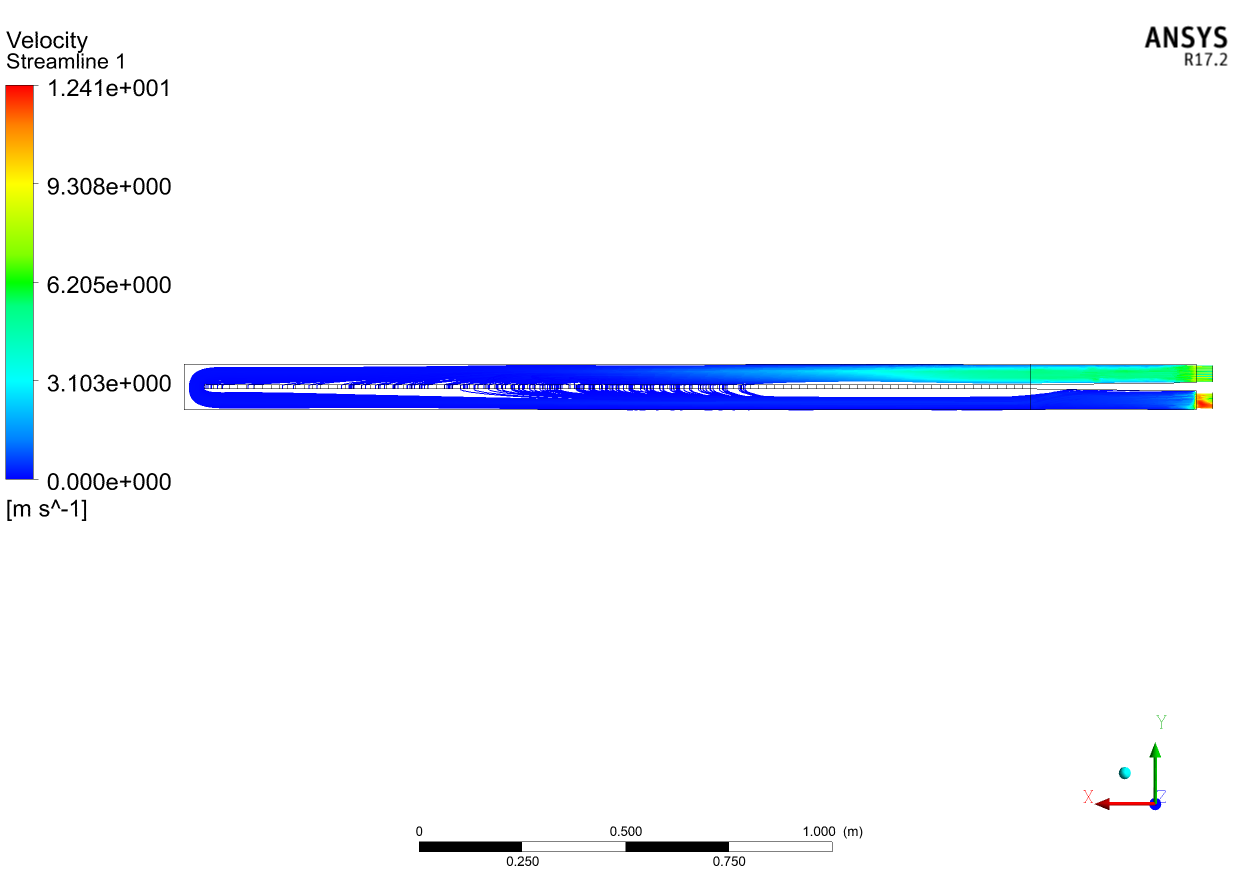 Velocity
Streamline 1
1.241e+001
9.308e+000
6.205e+000
3.103e+000
0.000e+000
[m s^-1]
ANSYS
R17.2
Y
X
Z
0 0.500 1.000 (m)
0.250 0.750